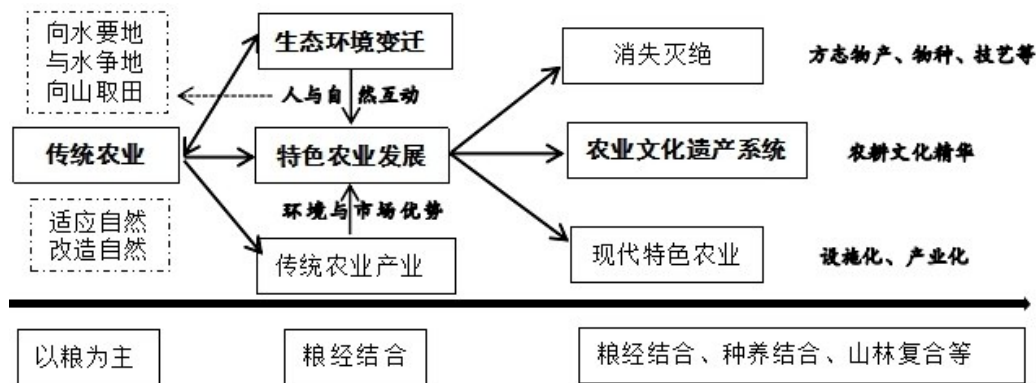 向水要地
与水争地
向山取田
生态环境变迁
消失灭绝
方志物产、物种、技艺等
人与自然互动
传统农业
特色农业发展
农业文化遗产系统
农耕文化精华
适应自然
改造自然
环境与市场优势
传统农业产业
现代特色农业
设施化、产业化
以粮为主
粮经结合
粮经结合、种养结合、山林复合等